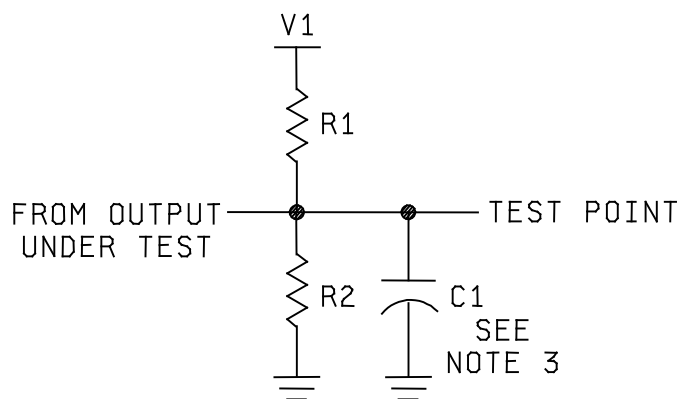 V1
R1
FROM OUTPUT
UNDER TEST
TEST POINT
R2
C1
SEE
NOTE 3